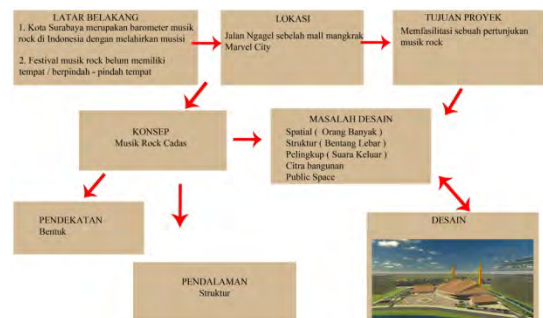 LATAR BELAKANG
1. Kota Surabaya merupakan barometer musik
rock di Indonesia dengan melahirkan musisi
2. Festival musik rock belum memiliki
tempat / berpindah - pindah tempat
LOKASI
Jalan Ngagel sebelah mall mangkrak
Marvel City
TUJUAN PROYEK
Memfasilitasi sebuah pertunjukan
musik rock
KONSEP
Musik Rock Cadas
MASALAH DESAIN
Spatial ( Orang Banyak )
Struktur ( Bentang Lebar )
Pelingkup ( Suara Keluar )
Citra bangunan
Public Space
PENDEKATAN
Bentuk
DESAIN
PENDALAMAN
Struktur